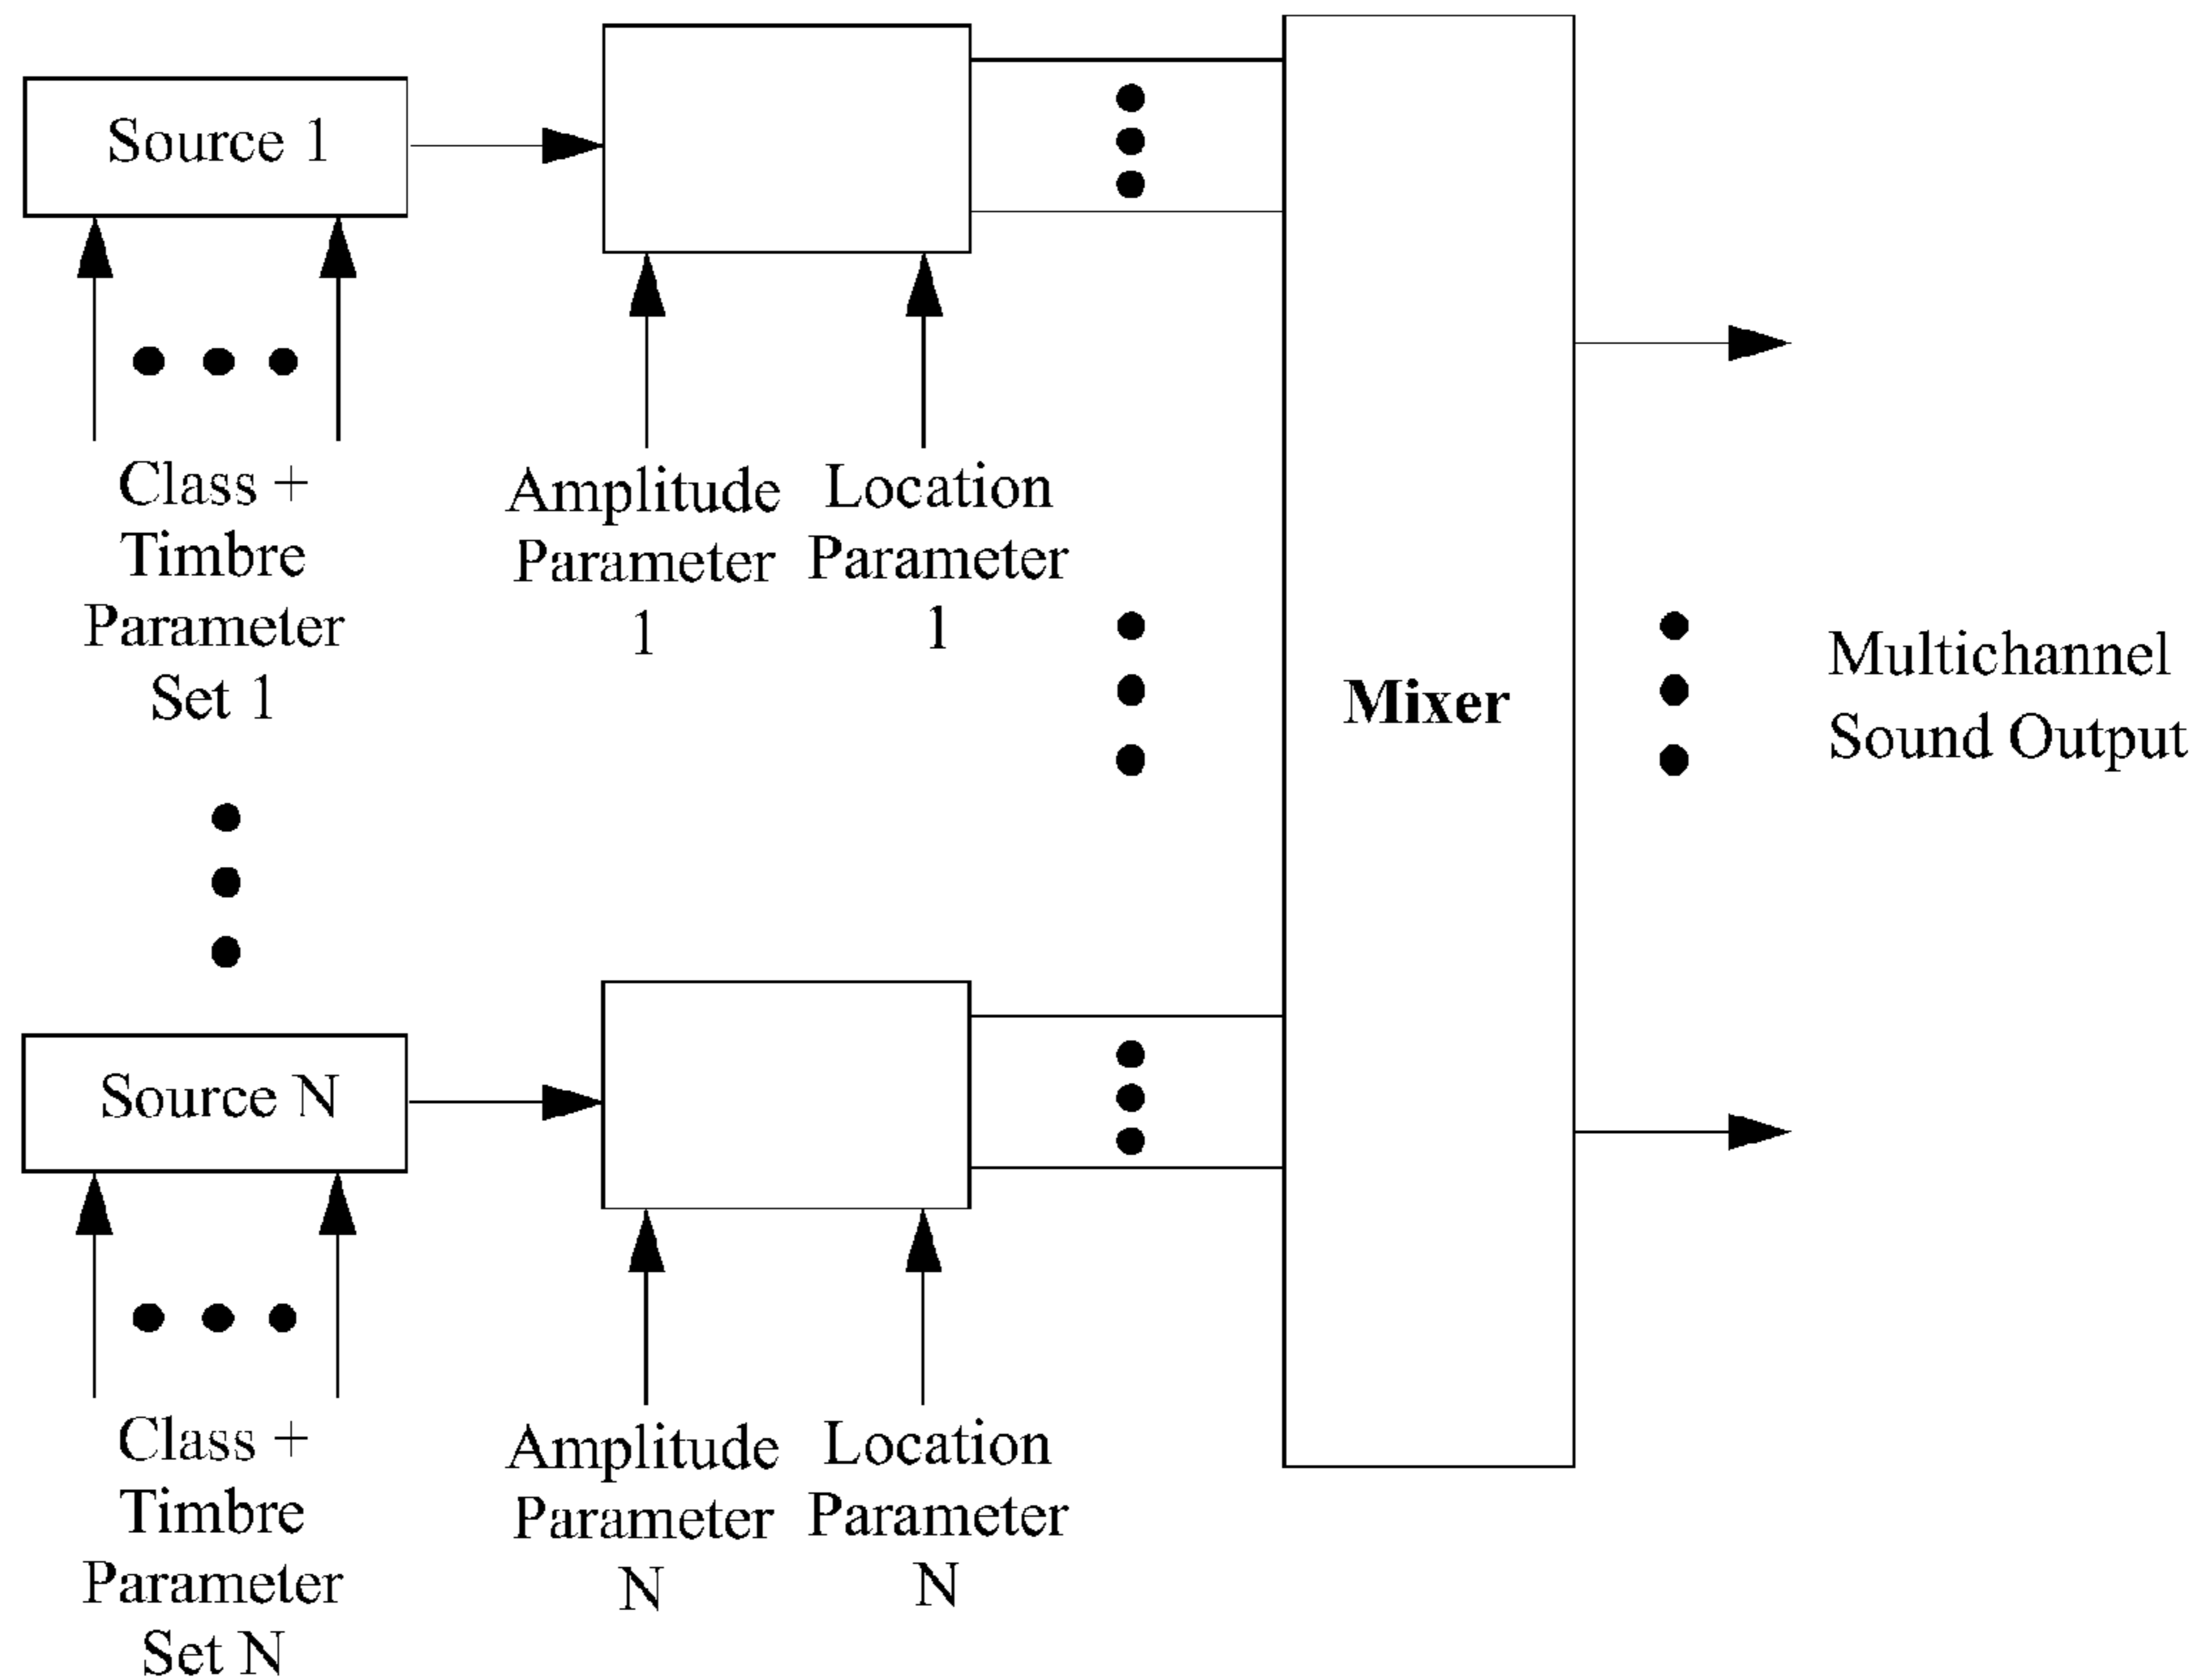 Source 1
Class +
Timbre
Parameter
Set 1
Amplitude
Parameter
1
Location
Parameter
1
Mixer
Multichannel
Sound Output
Source N
Class +
Timbre
Parameter
Set N
Amplitude
Parameter
N
Location
Parameter
N